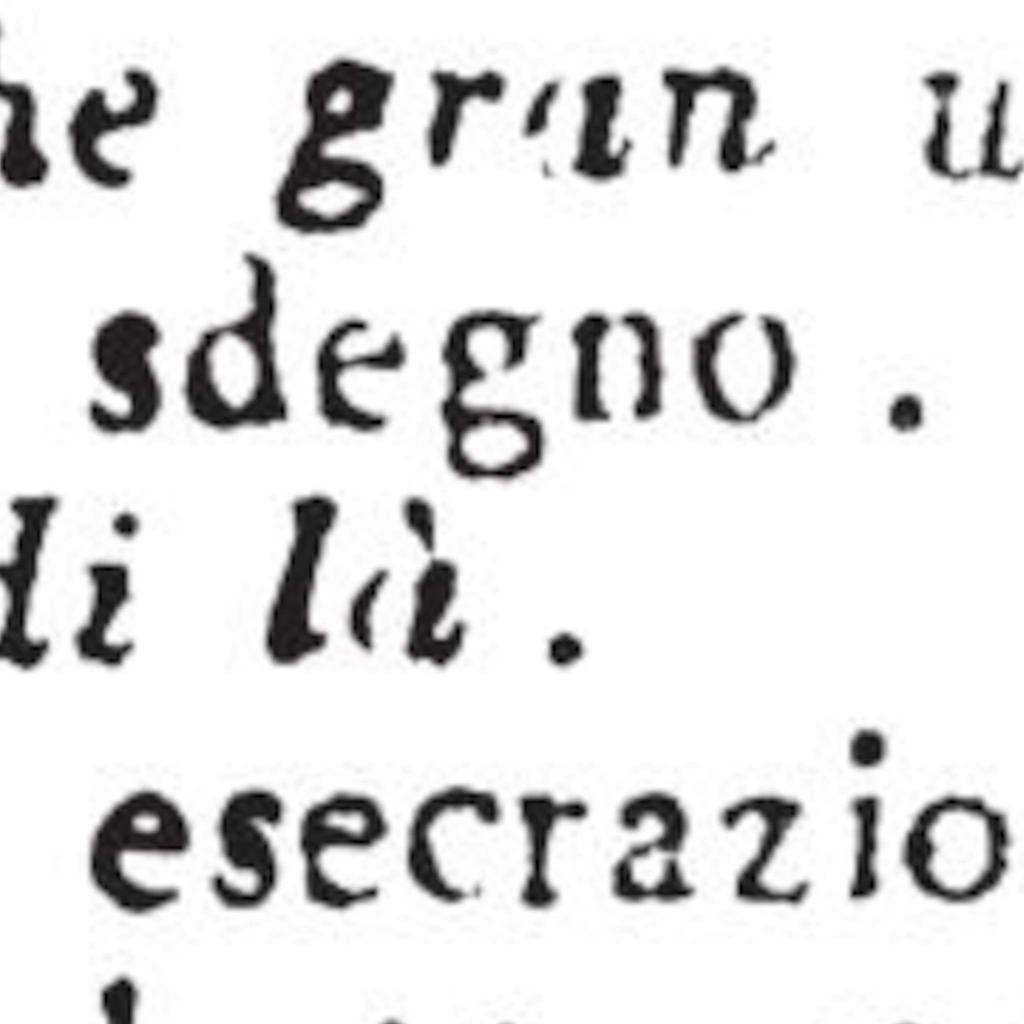 he gran u
sdegno .
di là .
esecrazio